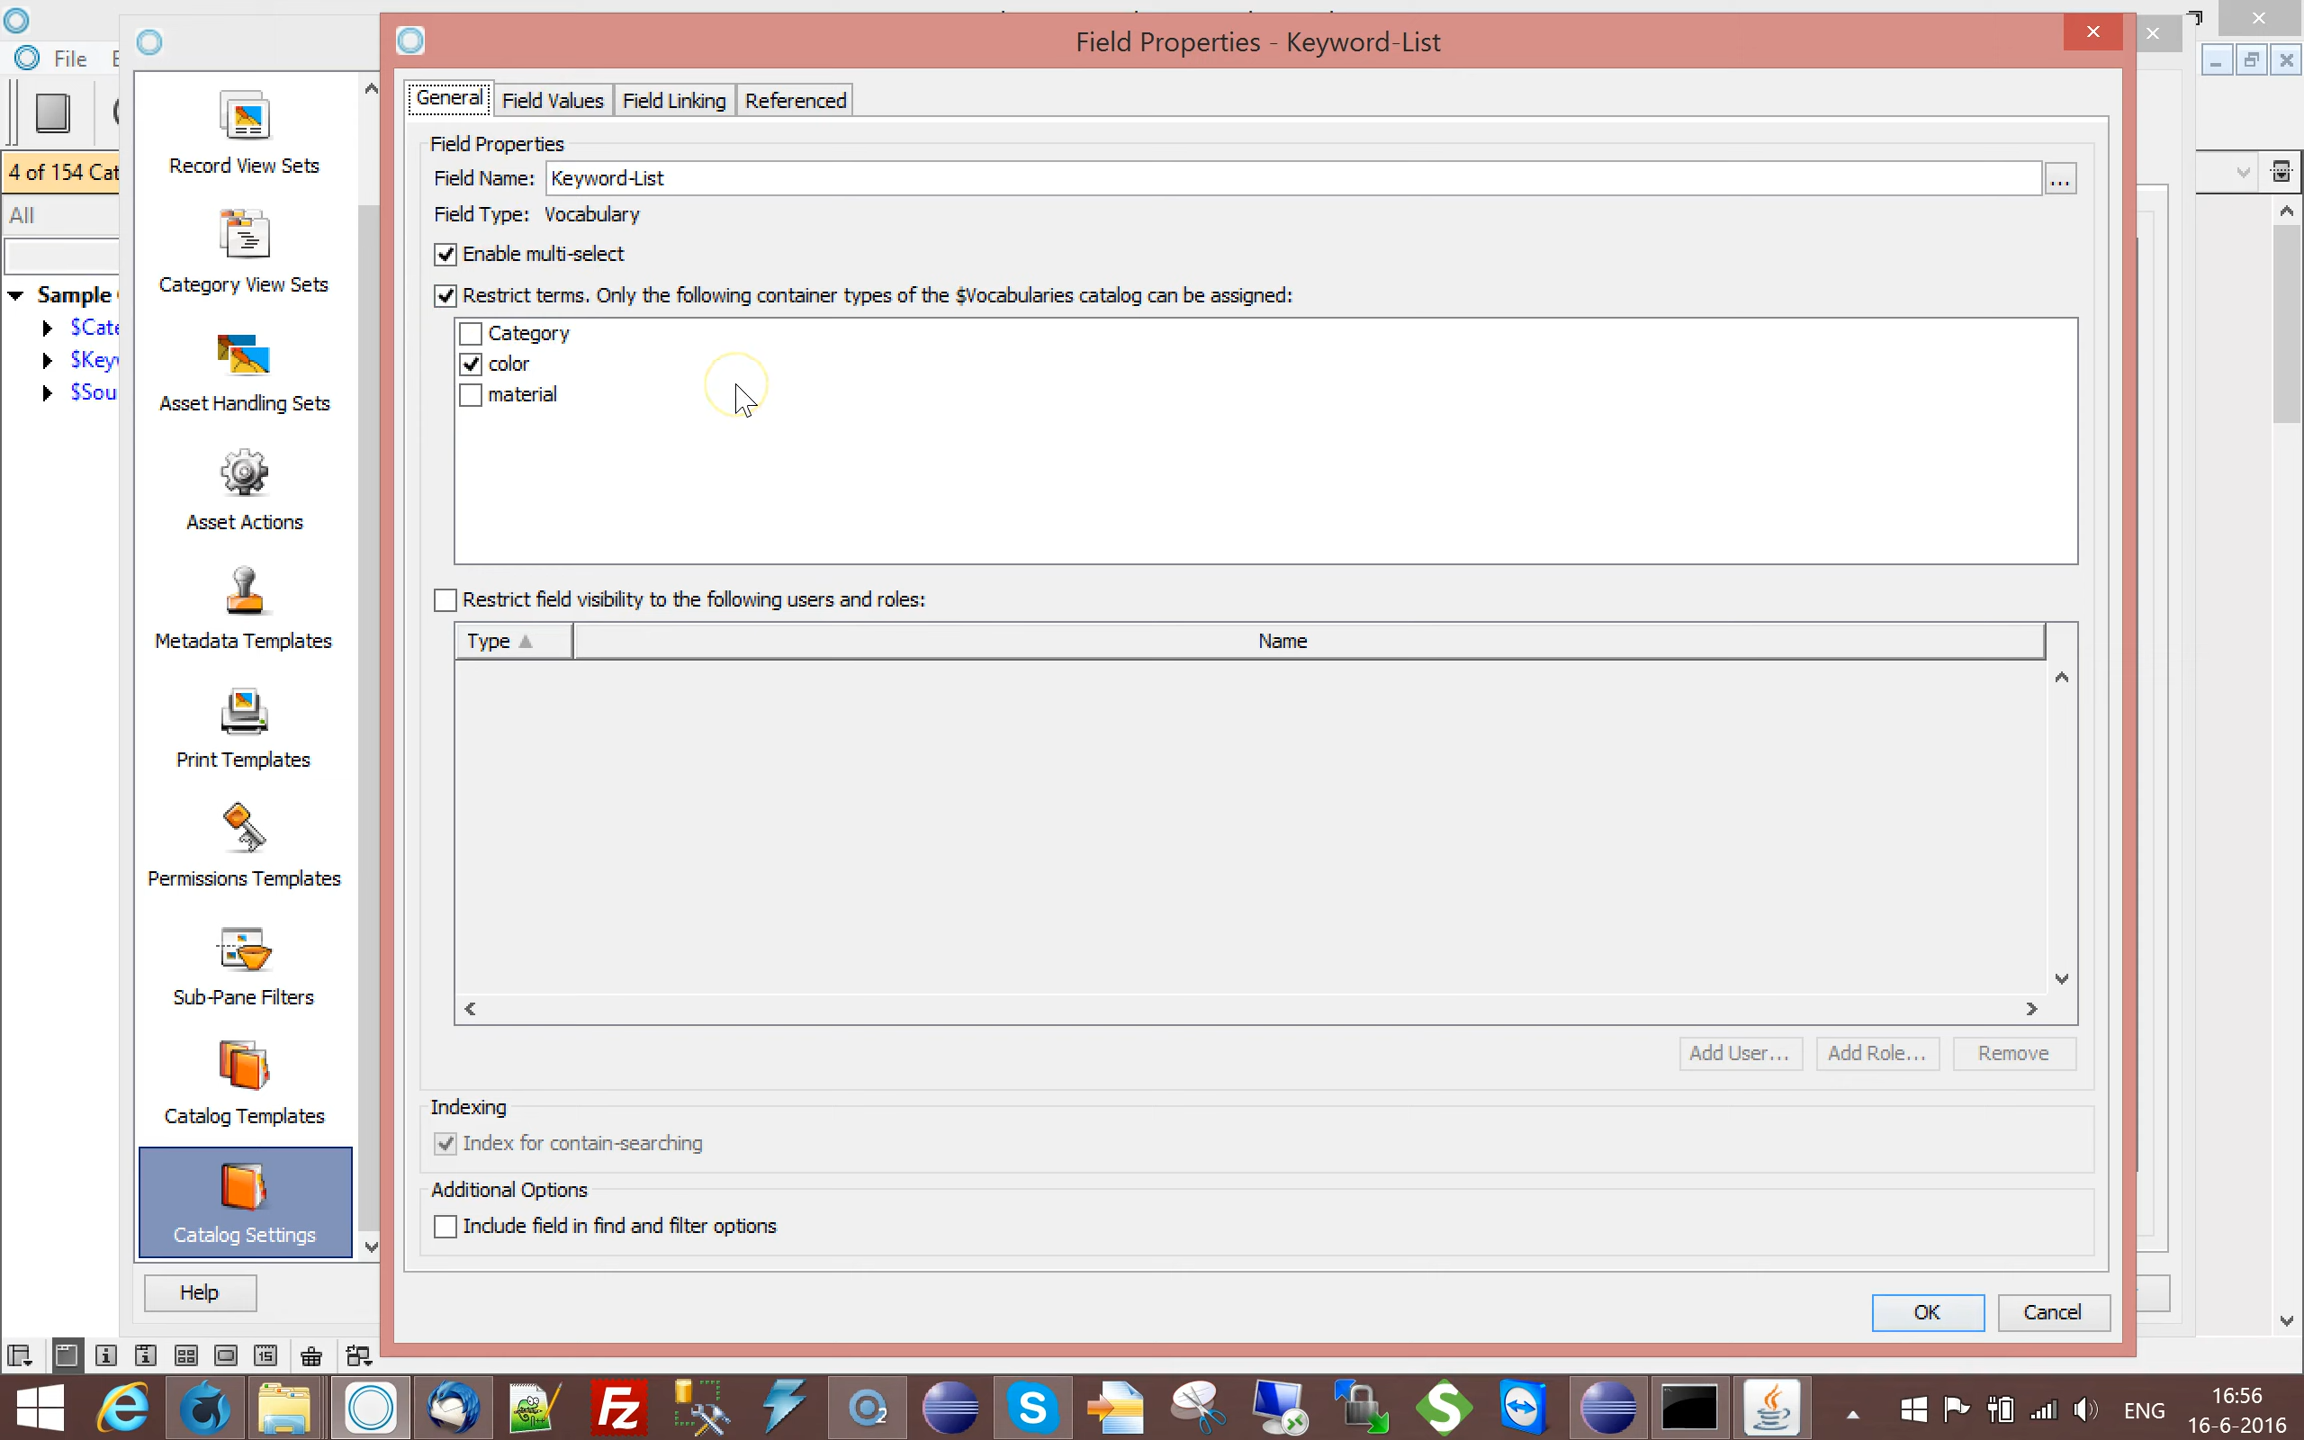 Field Properties - Keyword-List
File
4 of 154 Cat
All
Sample
$Cate
$Keyw
$Sou
Record View Sets
Category View Sets
Asset Handling Sets
Asset Actions
Metadata Templates
Print Templates
Permissions Templates
Sub-Pane Filters
Catalog Templates
Catalog Settings
Help
General
Field Values
Field Linking
Referenced
Field Properties
Field Name: Keyword-List
...
Field Type: Vocabulary
Enable multi-select
Restrict terms. Only the following container types of the $Vocabularies catalog can be assigned:
Category
color
material
Restrict field visibility to the following users and roles:
Type
Name
Add User...
Add Role...
Remove
Indexing
Index for contain-searching
Additional Options
Include field in find and filter options
OK
Cancel
15
ENG
16:56
16-6-2016